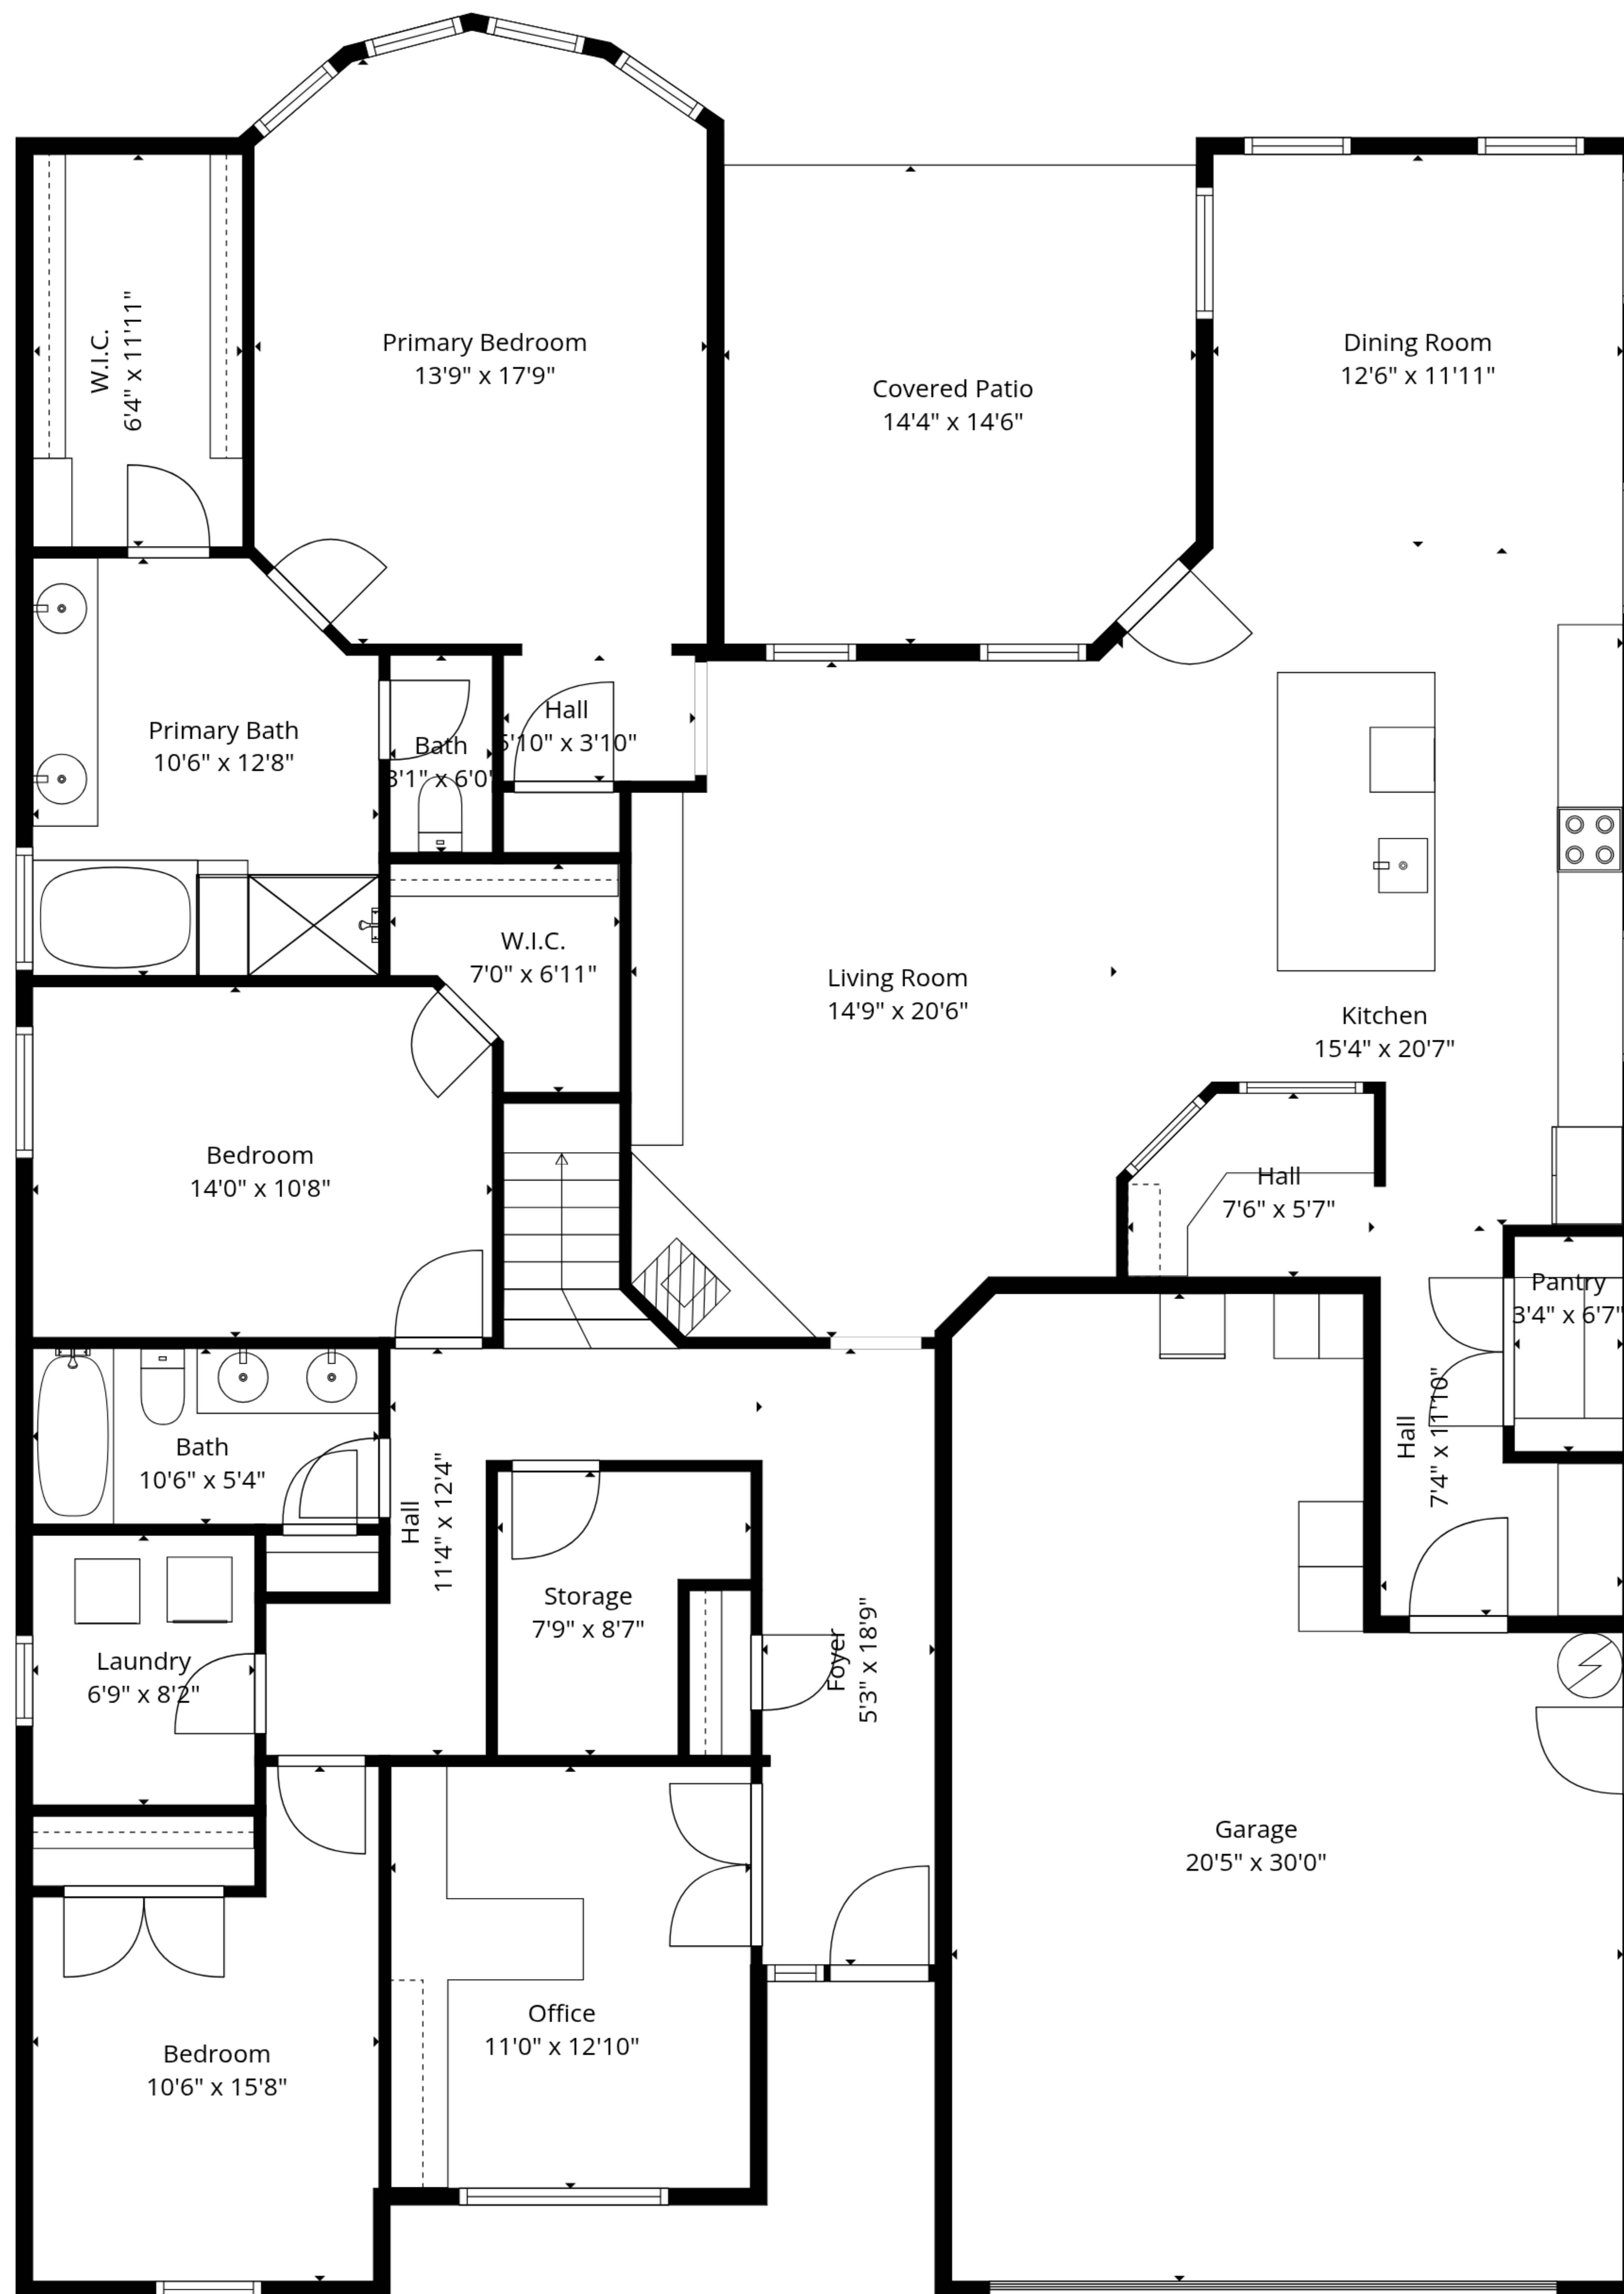 Primary Bedroom
13'9" x 17'9"
Dining Room
12'6" x 11'11"
W.I.C.
6'4" x 11'11"
Covered Patio
14'4" x 14'6"
Hall
5'10" x 3'10"
Primary Bath
10'6" x 12'8"
Bath
3'1" x 6'0"
W.I.C.
7'0" x 6'11"
Living Room
14'9" x 20'6"
Kitchen
15'4" x 20'7"
Bedroom
14'0" x 10'8"
Hall
7'6" x 5'7"
Pantry
3'4" x 6'7"
Hall
7'4" x 11'10"
Bath
10'6" x 5'4"
Hall
11'4" x 12'4"
Storage
7'9" x 8'7"
Foyer
5'3" x 18'9"
Laundry
6'9" x 8'2"
Garage
20'5" x 30'0"
Office
11'0" x 12'10"
Bedroom
10'6" x 15'8"